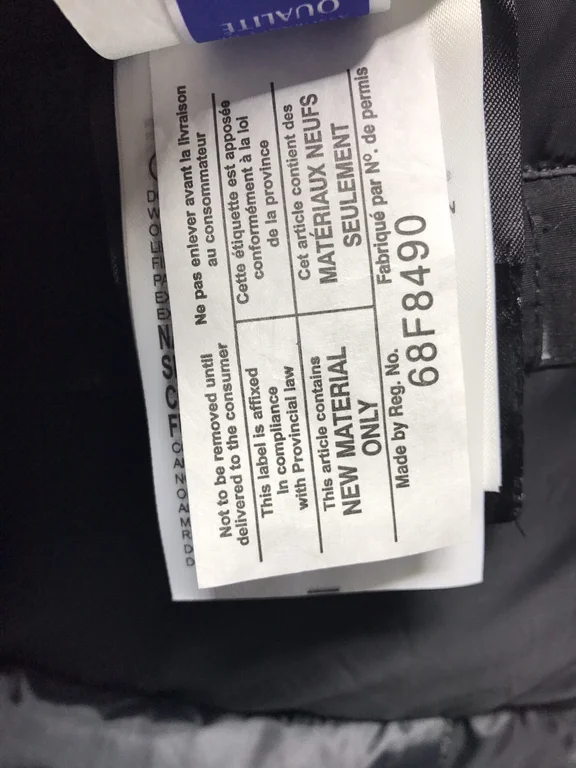 QUALITÉ
Not to be removed until
delivered to the consumer
Ne pas enlever avant la livraison
au consommateur
This label is affixed
In compliance
with Provincial law
Cette étiquette est apposée
conformément à la loI
de la province
This article contains
NEW MATERIAL
ONLY
Cet article contient des
MATÉRIAUX NEUFS
SEULEMENT
Made by Reg. No.
Fabriqué par Nº. de permis
68F8490